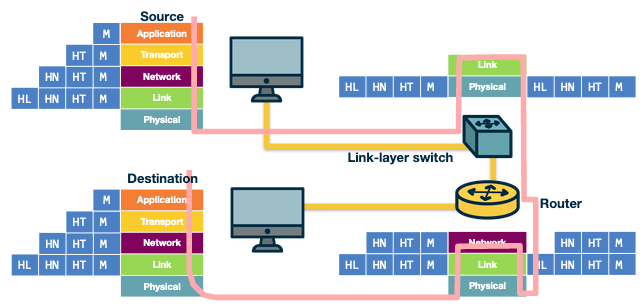 Source
M Application
HT M Transport
HN HT M Network
HL HN HT M Link
Physical
Link
HL HN HT M Physical HL HN HT M
Link-layer switch
Destination
M Application
HT M Transport
HN HT M Network
HL HN HT M Link
Physical
Router
HN HT M Network HN HT M
HL HN HT M Link HL HN HT M
Physical